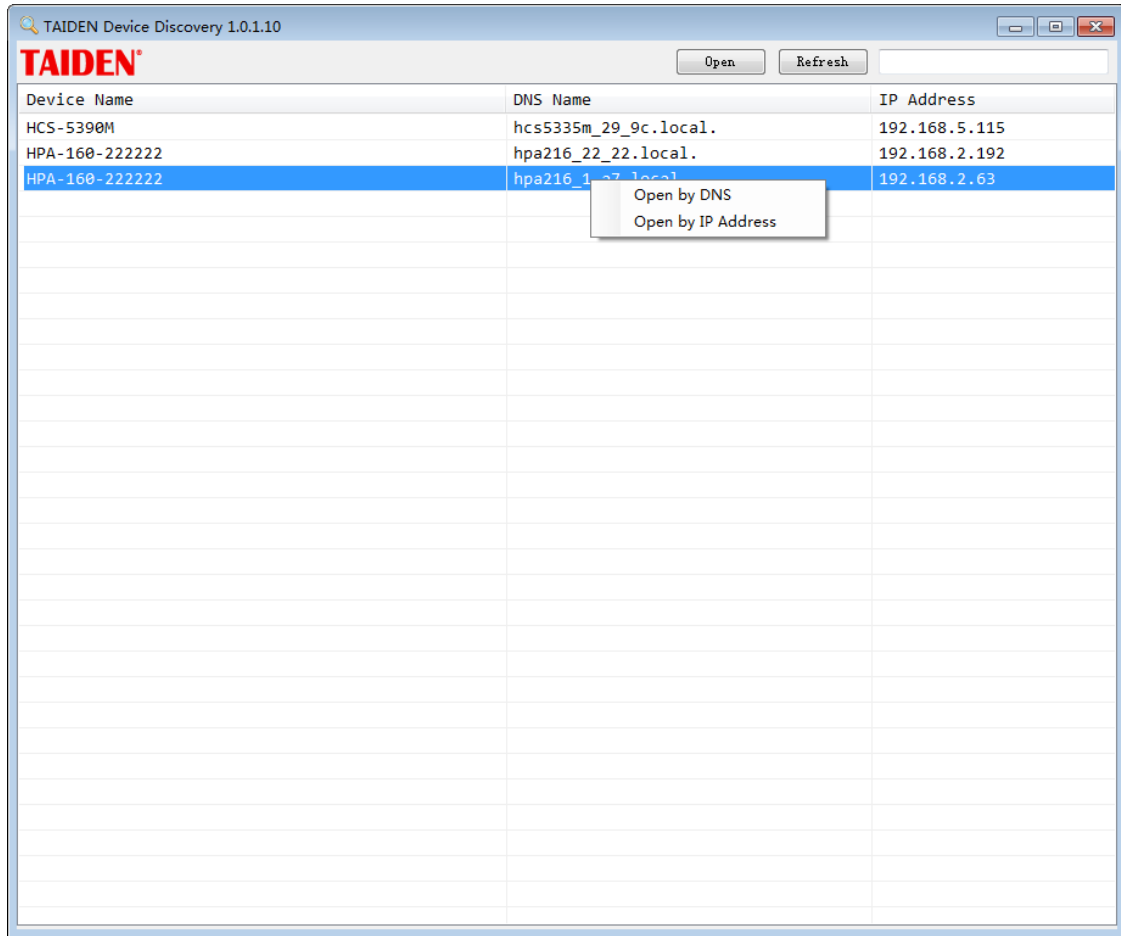 TAIDEN Device Discovery 1.0.1.10
TAIDEN® Open Refresh
Device Name DNS Name IP Address
HCS-5390M hcs5335m_29_9c.local. 192.168.5.115
HPA-160-222222 hpa216_22_22.local. 192.168.2.192
HPA-160-222222 192.168.2.63
Open by DNS
Open by IP Address